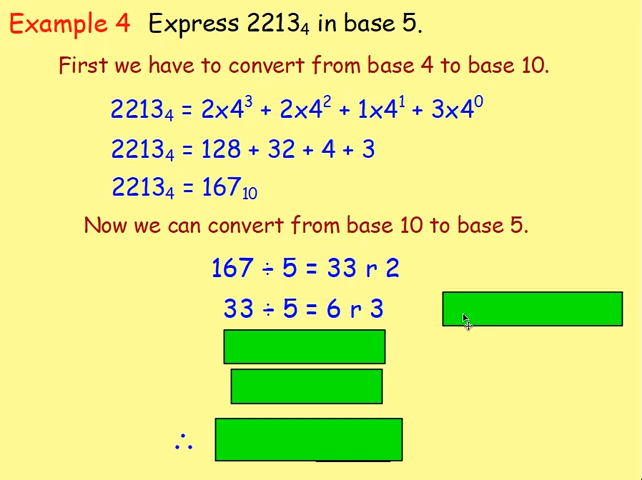 Example 4 Express 2213₄ in base 5.
First we have to convert from base 4 to base 10.
2213₄ = 2x4³ + 2x4² + 1x4¹ + 3x4⁰
2213₄ = 128 + 32 + 4 + 3
2213₄ = 167₁₀
Now we can convert from base 10 to base 5.
167 ÷ 5 = 33 r 2
33 ÷ 5 = 6 r 3
∴